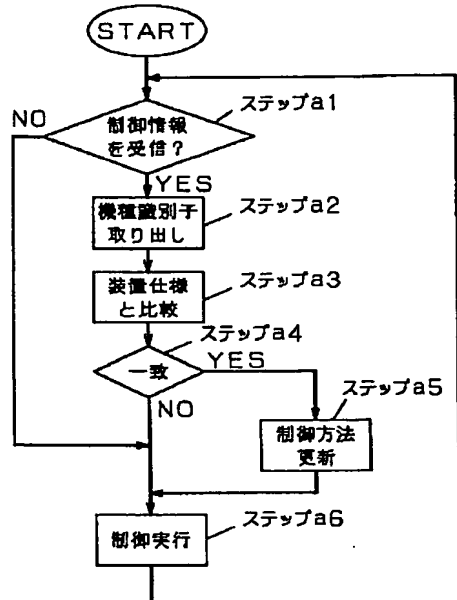 START
ステップa1
NO
制御情報
を受信？
YES
機種識別子
取り出し
ステップa2
装置仕様
と比較
ステップa3
ステップa4
一致
YES
NO
ステップa5
制御方法
更新
ステップa6
制御実行